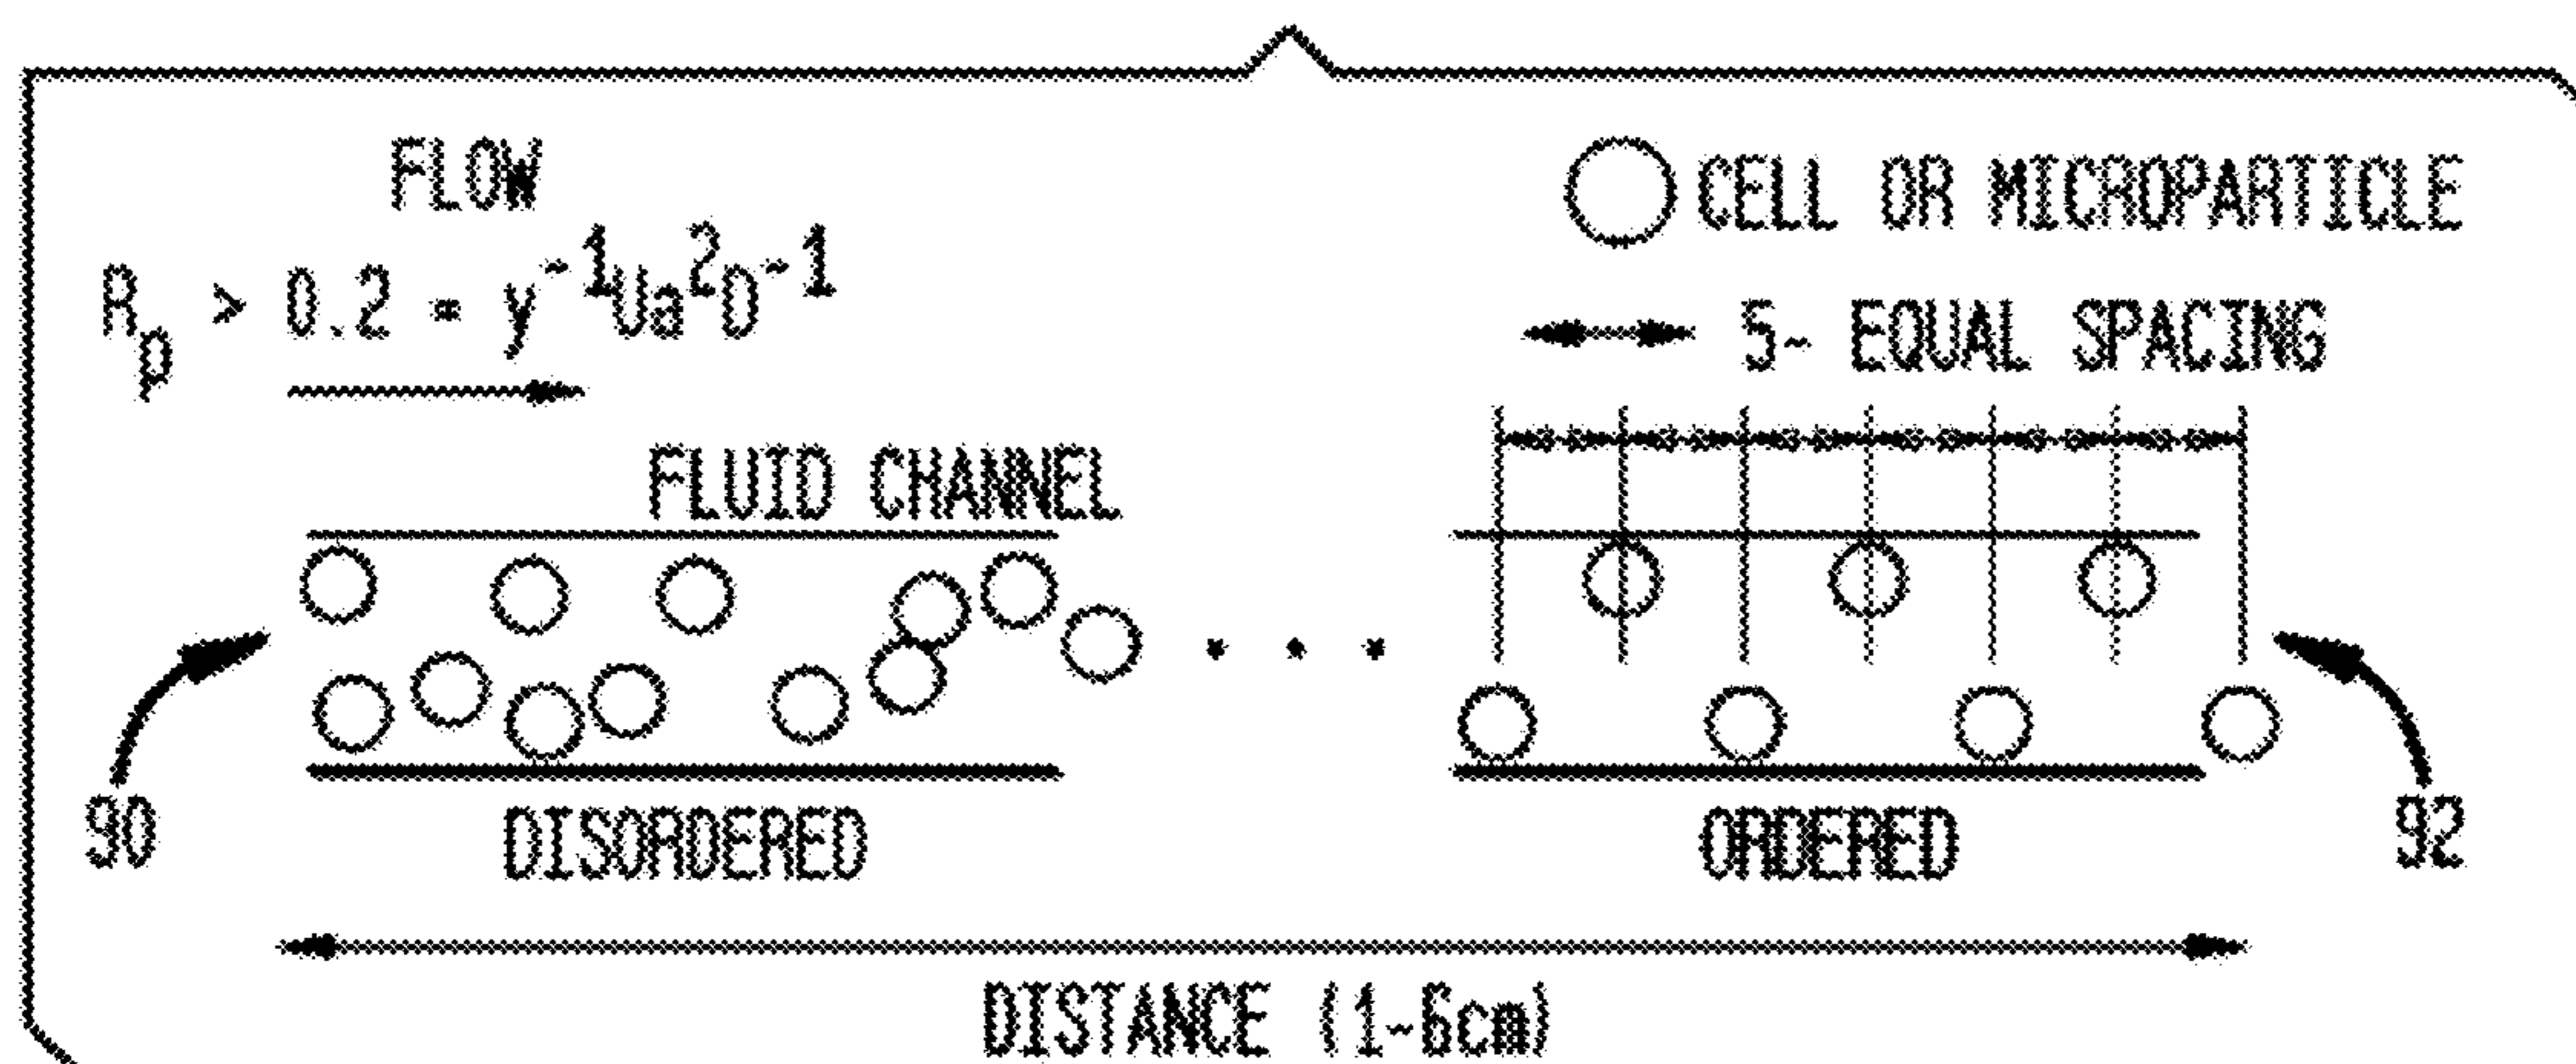 FLOW
R_p > 0.2 = y^-1Ua^2D^-1
CELL OR MICROPARTICLE
S- EQUAL SPACING
FLUID CHANNEL
90
DISORDERED
ORDERED
92
DISTANCE (1-6cm)